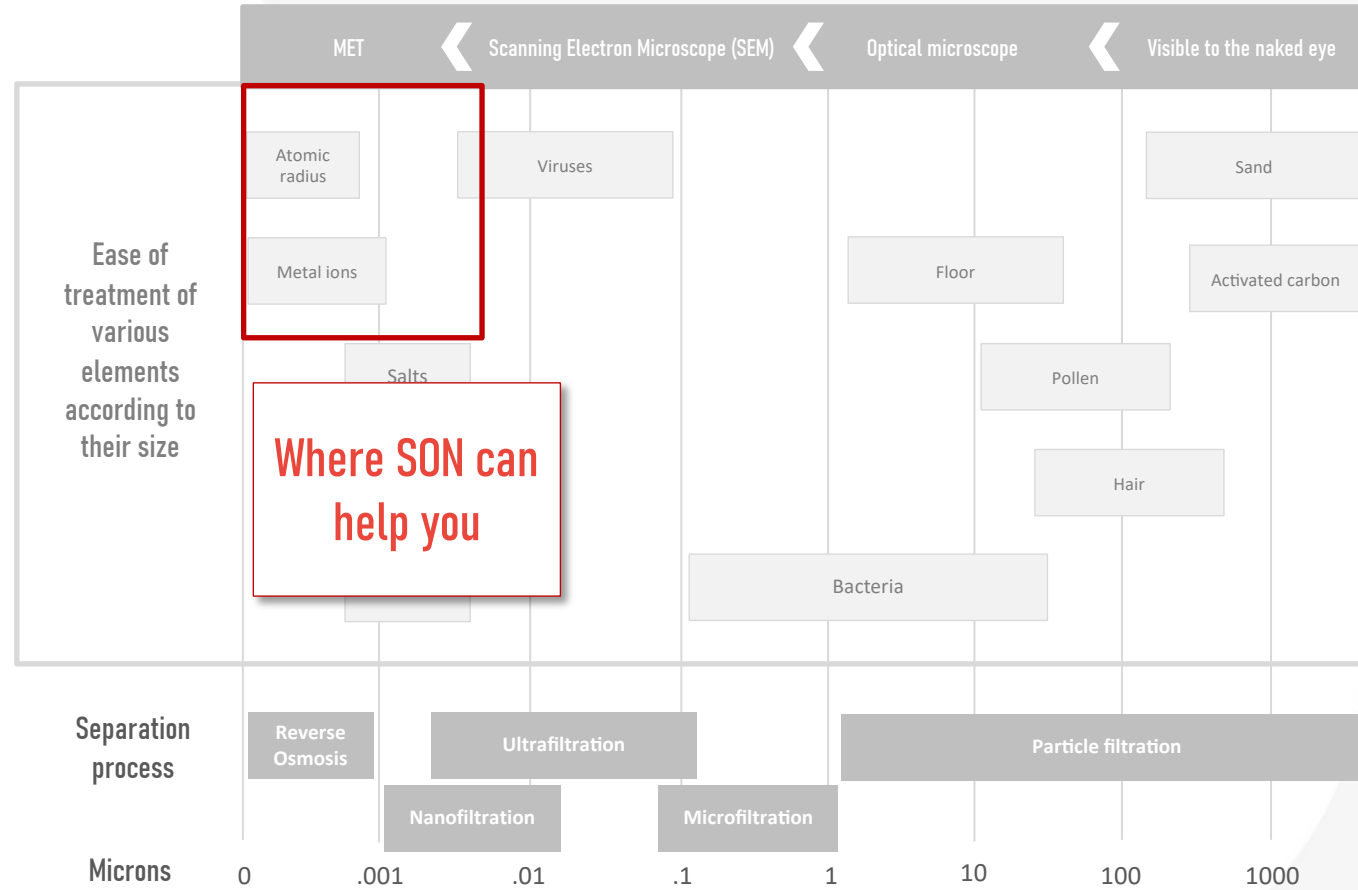 MET
Scanning Electron Microscope (SEM)
Optical microscope
Visible to the naked eye
Ease of
treatment of
various
elements
according to
their size
Atomic
radius
Viruses
Sand
Metal ions
Floor
Activated carbon
Salts
Pollen
Where SON can
help you
Hair
Bacteria
Separation
process
Reverse
Osmosis
Ultrafiltration
Particle filtration
Nanofiltration
Microfiltration
Microns
0
.001
.01
.1
1
10
100
1000